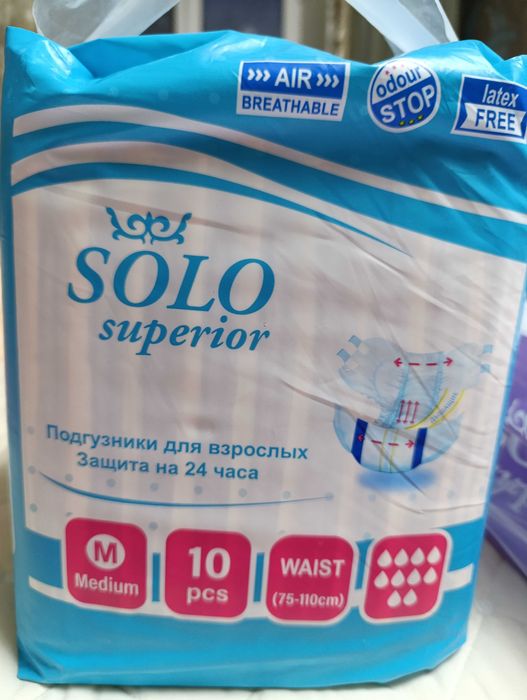 ››› AIR ›››
BREATHABLE
odour
STOP
latex
FREE
SOLO
superior
Подгузники для взрослых
Защита на 24 часа
M
Medium
10
pcs
WAIST
(75-110cm)